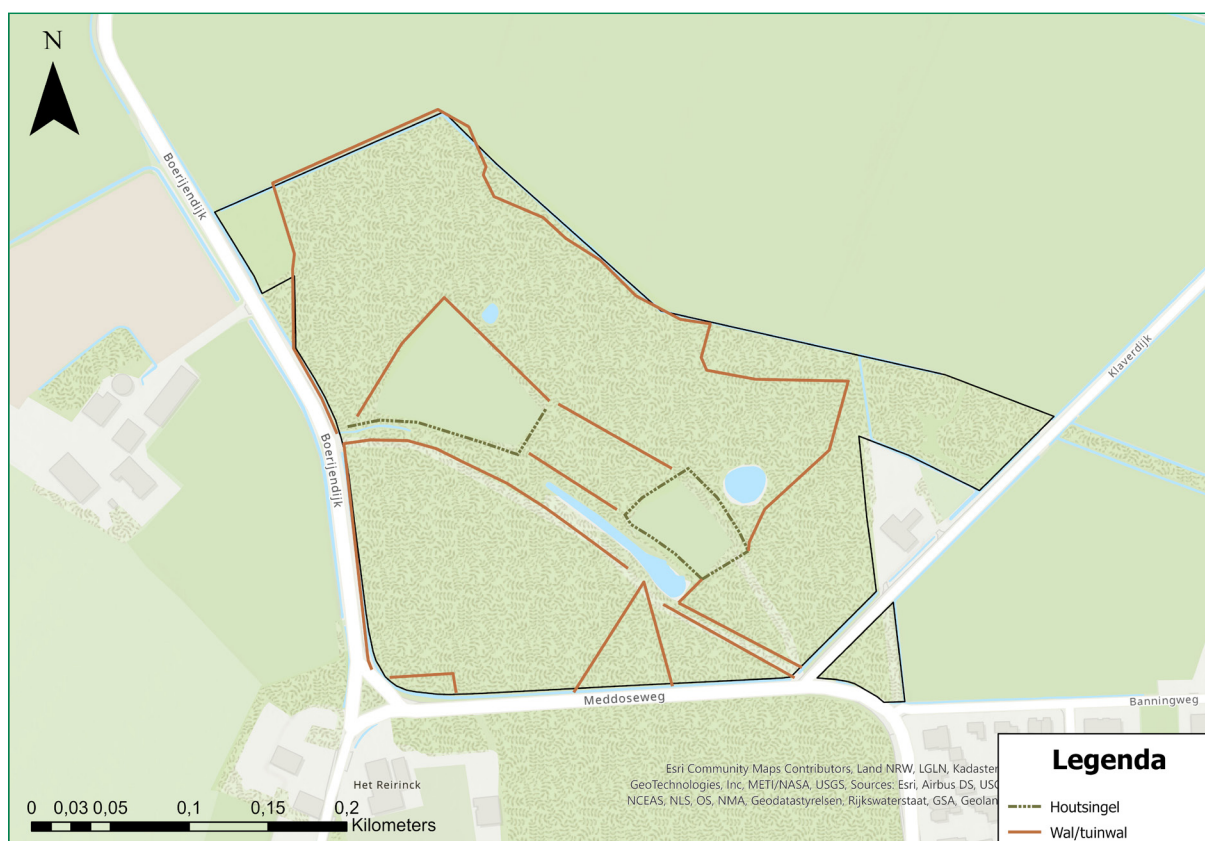 N
Boerijendijk
Klaverdijk
Boerijendijk
Meddoseweg
Banningweg
Het Reirinck
Esri Community Maps Contributors, Land NRW, LGLN, Kadaster
GeoTechnologies, Inc, METI/NASA, USGS, Sources: Esri, Airbus DS,
NCEAS, NLS, OS, NMA, Geodatastyrelsen, Rijkswaterstaat, GSA,
0 0,03 0,05 0,1 0,15 0,2
Kilometers
Legenda
Houtsingel
Wal/tuinwal